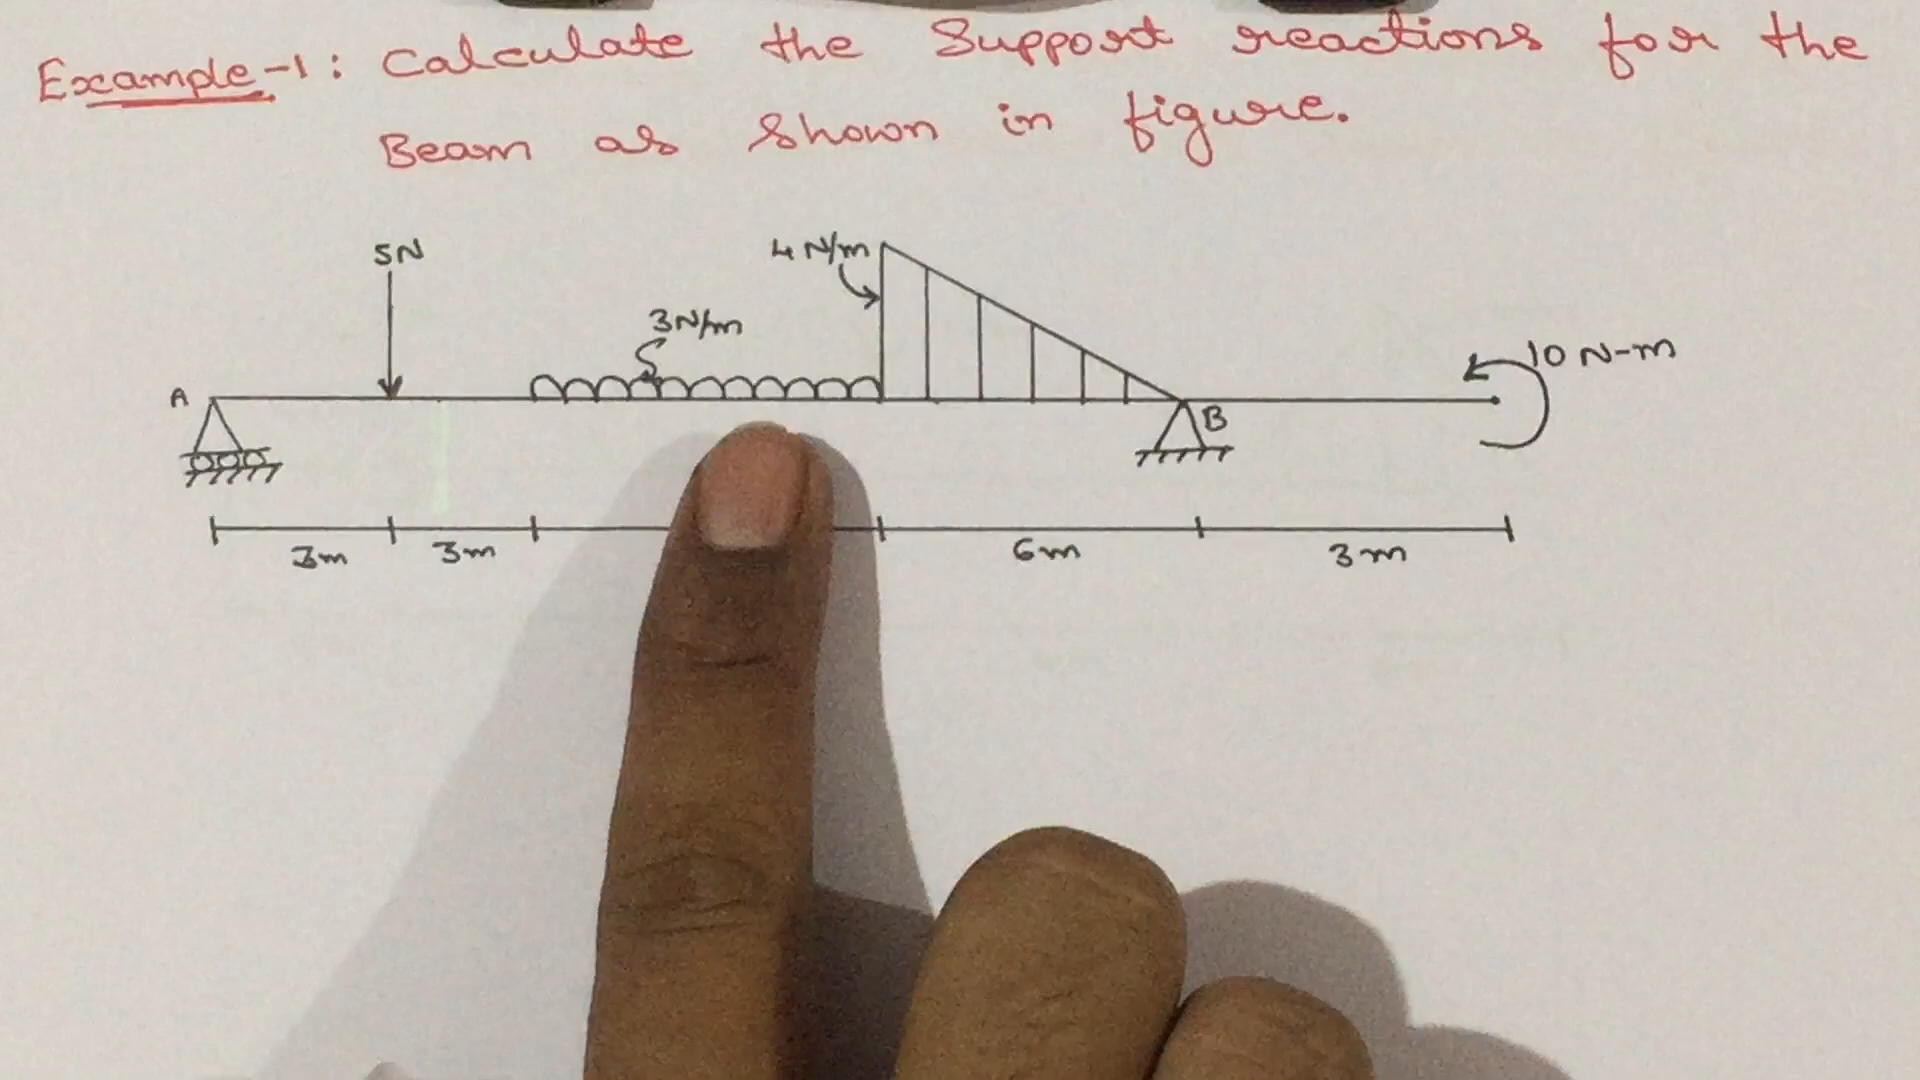 Example-1: Calculate the Support reactions for the
Beam as shown in figure.
5N
4 N/m
3N/m
10 N-m
A
B
3m 3m 6m 3m